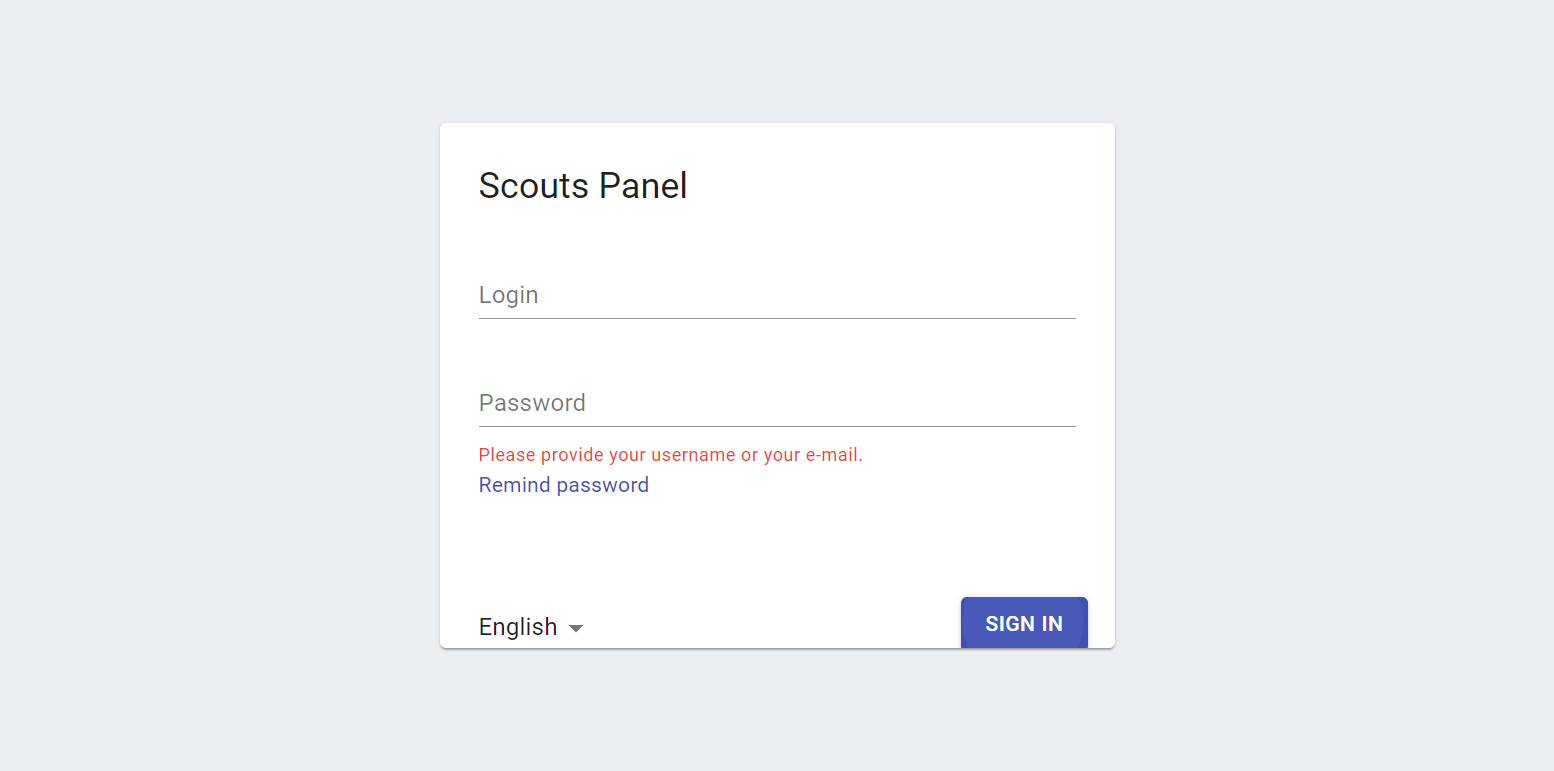 Scouts Panel
Login
Password
Please provide your username or your e-mail.
Remind password
English
SIGN IN